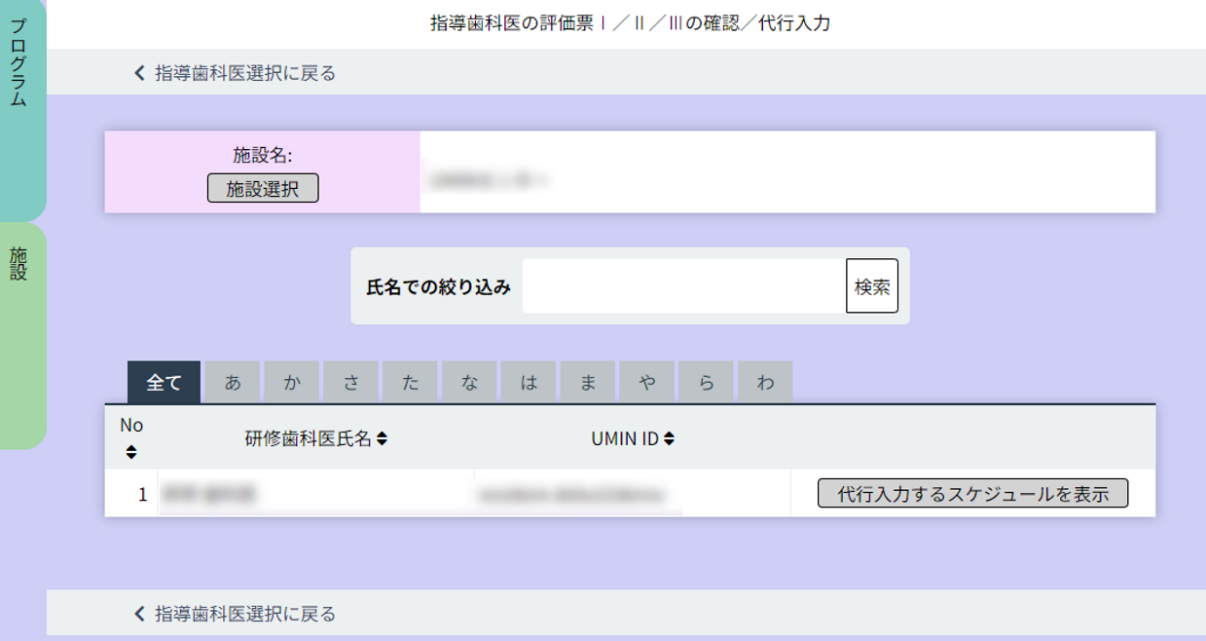 指導歯科医の評価票Ⅰ／Ⅱ／Ⅲの確認／代行入力
プログラム
指導歯科医選択に戻る
施設名:
施設選択
施設
氏名での絞り込み
検索
全て あ か さ た な は ま や ら わ
No 研修歯科医氏名 UMIN ID
1 代行入力するスケジュールを表示
指導歯科医選択に戻る